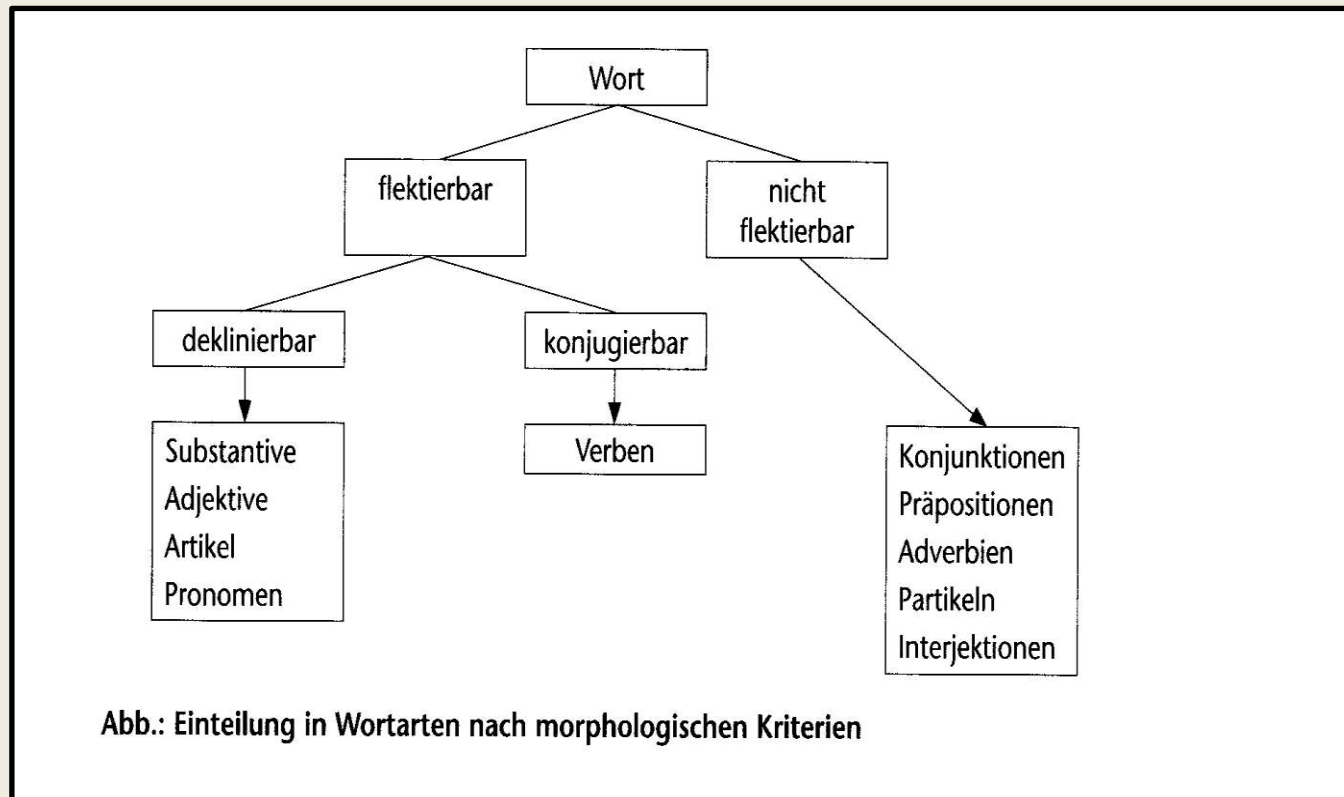 Wort
flektierbar
nicht
flektierbar
deklinierbar
konjugierbar
Substantive
Adjektive
Artikel
Pronomen
Verben
Konjunktionen
Präpositionen
Adverbien
Partikeln
Interjektionen
Abb.: Einteilung in Wortarten nach morphologischen Kriterien